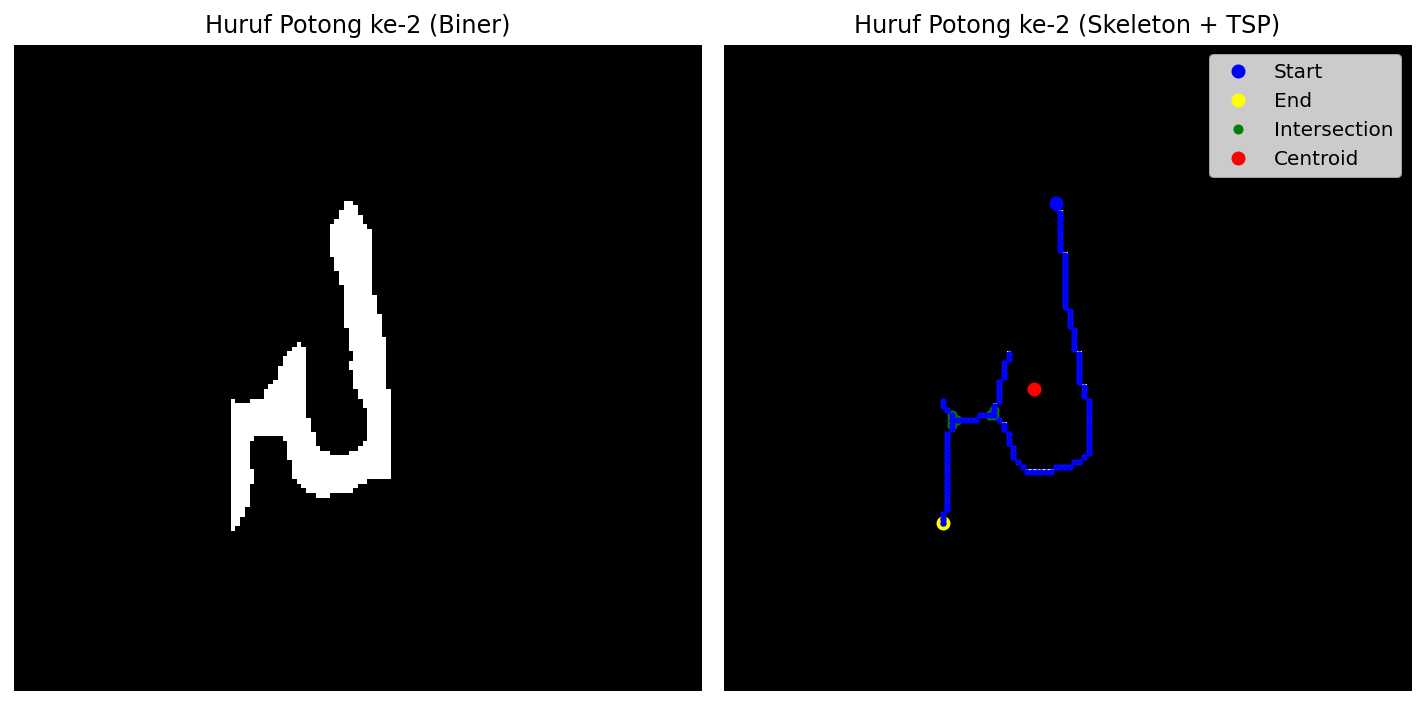 Huruf Potong ke-2 (Biner)
Huruf Potong ke-2 (Skeleton + TSP)
Start
End
Intersection
Centroid